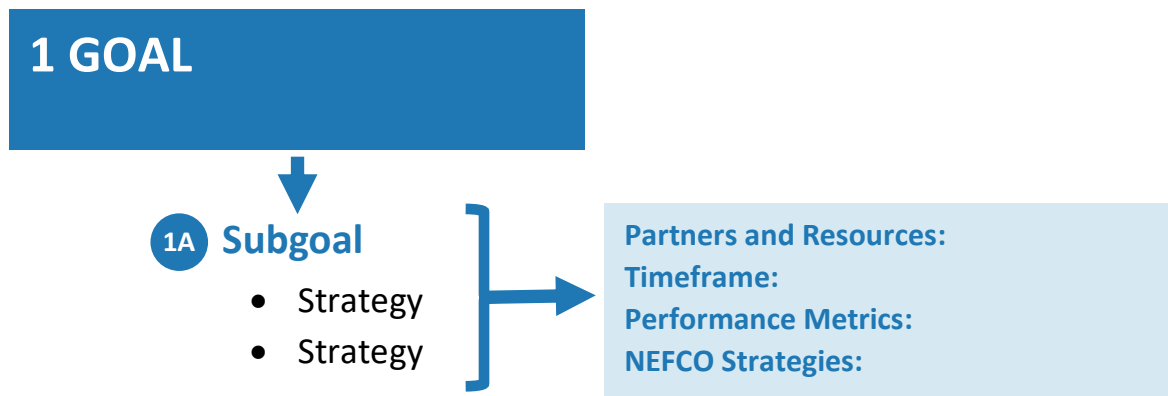 1 GOAL
1A Subgoal
• Strategy
• Strategy
Partners and Resources:
Timeframe:
Performance Metrics:
NEFCO Strategies: